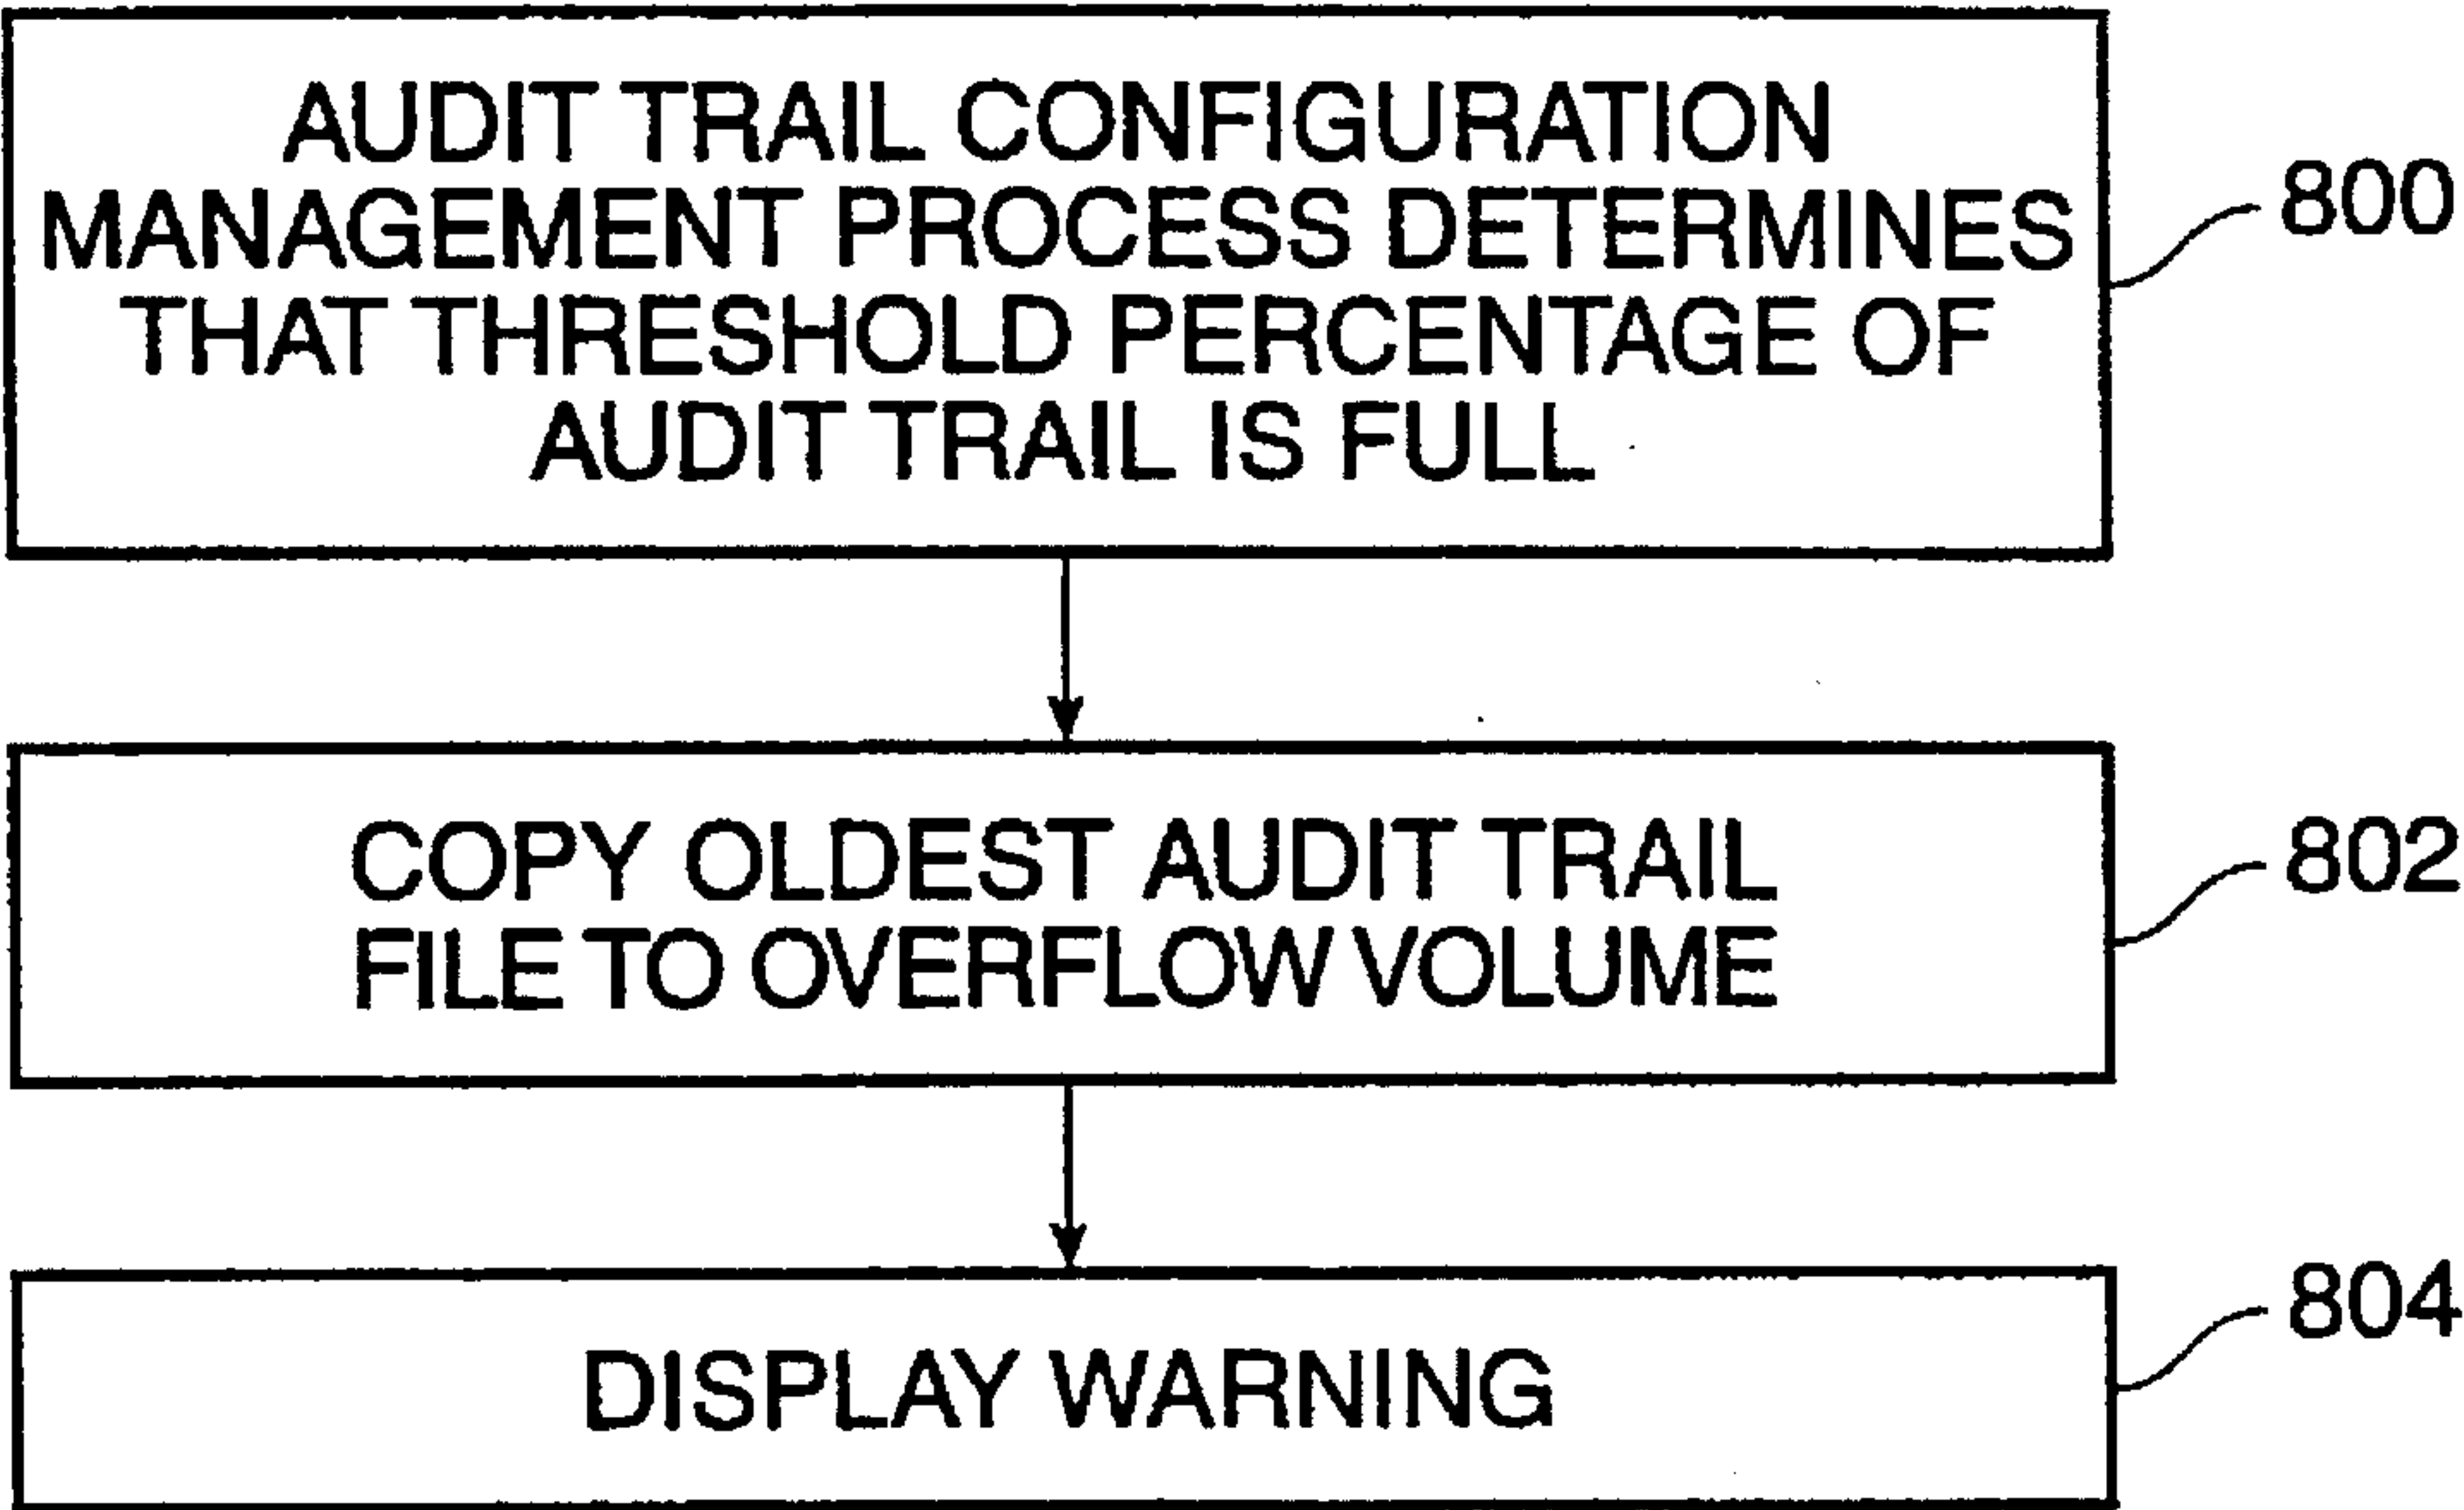 AUDIT TRAIL CONFIGURATION
MANAGEMENT PROCESS DETERMINES
THAT THRESHOLD PERCENTAGE OF
AUDIT TRAIL IS FULL
800
COPY OLDEST AUDIT TRAIL
FILE TO OVERFLOW VOLUME
802
DISPLAY WARNING
804